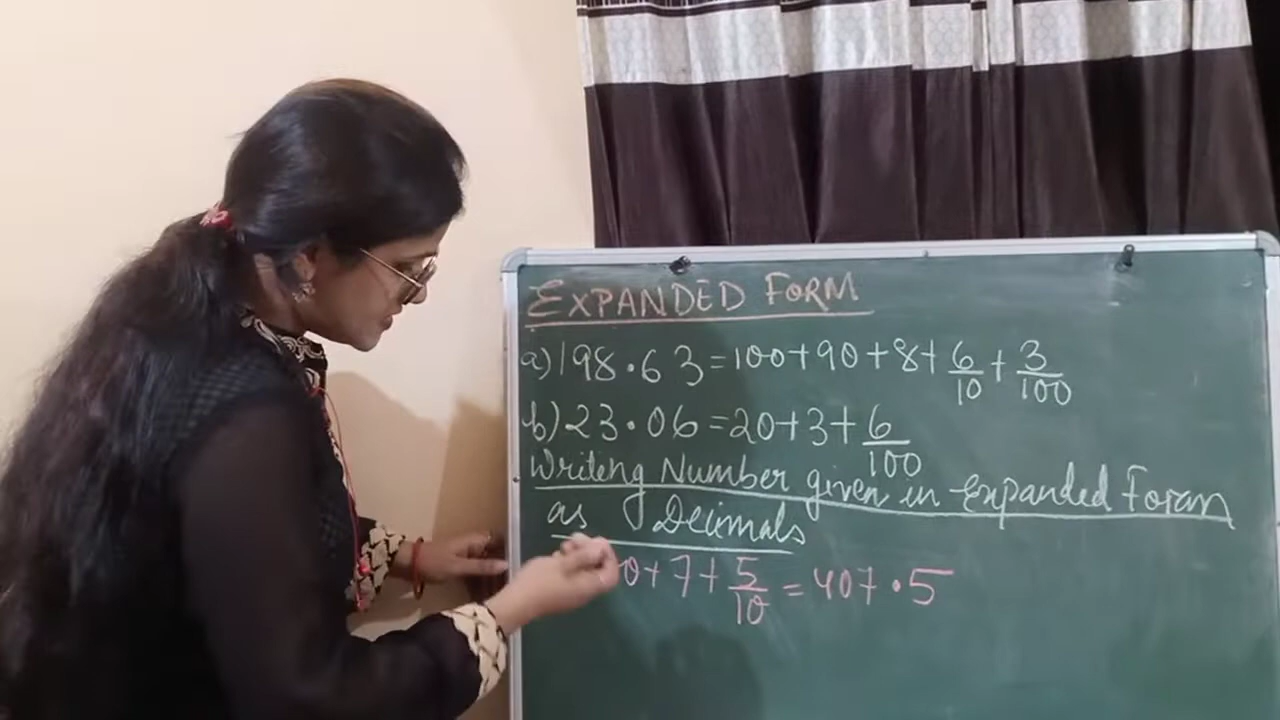 EXPANDED FORM
a) 198.63 = 100+90+8+ 6/10 + 3/100
b) 23.06 = 20+3+ 6/100
Writing Number given in Expanded Foram
as Decimals
0+7+ 5/10 = 407.5